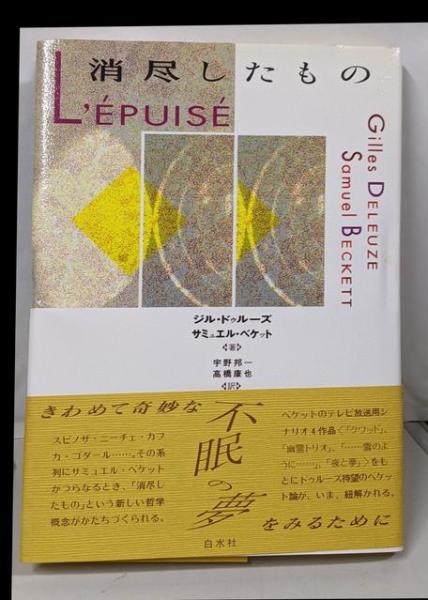 消尽したもの
L'ÉPUISÉ
Gilles DELEUZE
Samuel BECKETT
ジル・ドゥルーズ
サミュエル・ベケット
《著》
宇野邦一
高橋康也
《訳》
きわめて奇妙な
不眠の夢
をみるために
ベケットのテレビ放送用シ
ナリオ4作品〈「クワッド」、
「幽霊トリオ」、「……雲のよ
うに……」、「夜と夢」〉をも
とにドゥルーズ待望のベケッ
ト論が、いま、紐解かれる。
スピノザ・ニーチェ・カフ
カ・ゴダール……。その系
列にサミュエル・ベケット
がつらなるとき、「消尽し
たもの」という新しい哲学
概念がかたちづくられる。
白水社